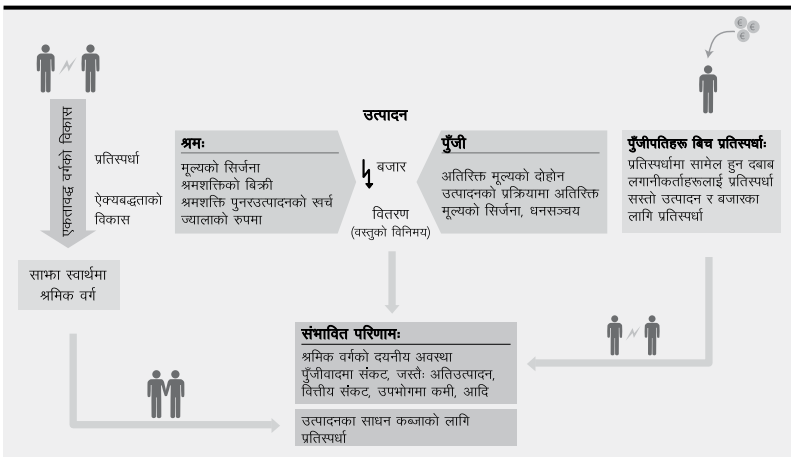 एकतावद्ध वर्गको विकास
प्रतिस्पर्धा
ऐक्यबद्धताको
विकास
साझा स्वार्थमा
श्रमिक वर्ग
श्रमः
मूल्यको सिर्जना
श्रमशक्तिको बिक्री
श्रमशक्ति पुनरउत्पादनको खर्च
ज्यालाको रुपमा
उत्पादन
बजार
वितरण
(वस्तुको विनिमय)
पुँजी
अतिरिक्त मूल्यको दोहोन
उत्पादनको प्रक्रियामा अतिरिक्त
मूल्यको सिर्जना, धनसञ्चय
पुँजीपतिहरू बिच प्रतिस्पर्धाः
प्रतिस्पर्धामा सामेल हुन दबाब
लगानीकर्ताहरूलाई प्रतिस्पर्धा
सस्तो उत्पादन र बजारका
लागि प्रतिस्पर्धा
संभावित परिणामः
श्रमिक वर्गको दयनीय अवस्था
पुँजीवादमा संकट, जस्तैः अतिउत्पादन,
वित्तीय संकट, उपभोगमा कमी, आदि
उत्पादनका साधन कब्जाको लागि
प्रतिस्पर्धा
€
€
€